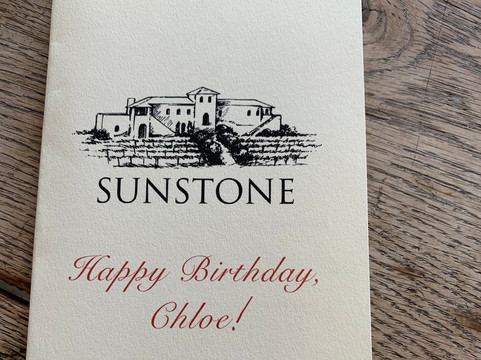 SUNSTONE
Happy Birthday,
Chloe!